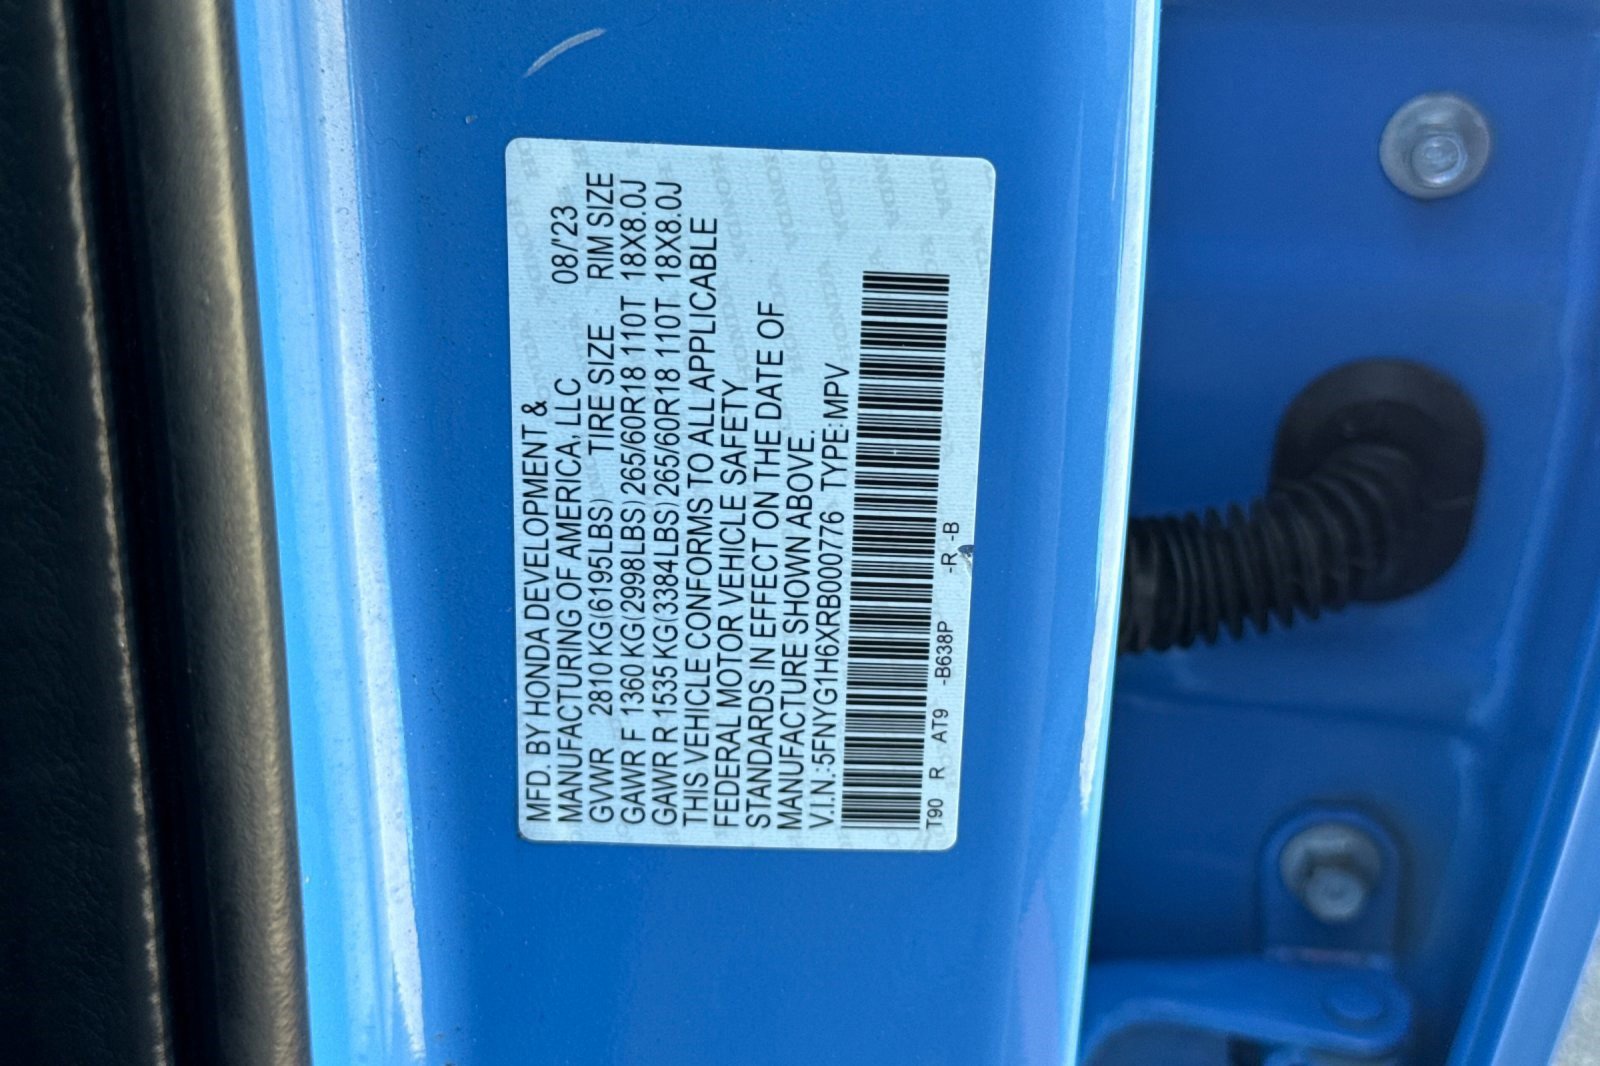 MFD. BY HONDA DEVELOPMENT &
MANUFACTURING OF AMERICA, LLC 08/'23
GVWR 2810 KG(6195LBS) TIRE SIZE RIM SIZE
GAWR F 1360 KG(2998LBS) 265/60R18 110T 18X8.0J
GAWR R 1535 KG(3384LBS) 265/60R18 110T 18X8.0J
THIS VEHICLE CONFORMS TO ALL APPLICABLE
FEDERAL MOTOR VEHICLE SAFETY
STANDARDS IN EFFECT ON THE DATE OF
MANUFACTURE SHOWN ABOVE.
V.I.N.:5FNYG1H6XRB000776 TYPE:MPV
T90 R AT9 -B638P -R -B